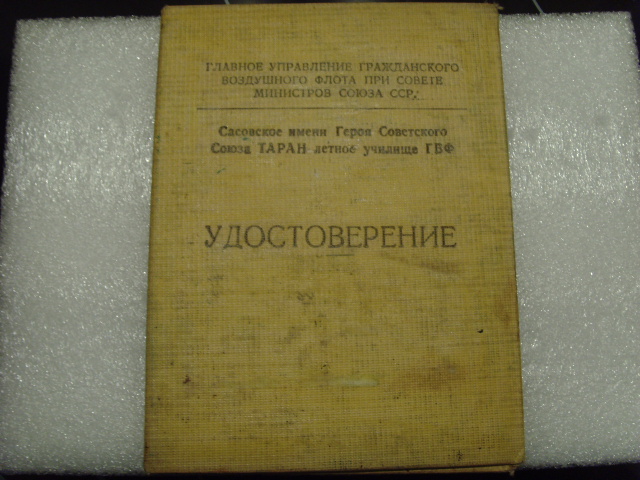 ГЛАВНОЕ УПРАВЛЕНИЕ ГРАЖДАНСКОГО
ВОЗДУШНОГО ФЛОТА ПРИ СОВЕТЕ
МИНИСТРОВ СОЮЗА ССР.
Сасовское имени Героя Советского
Союза ТАРАН летное училище ГВФ
УДОСТОВЕРЕНИЕ